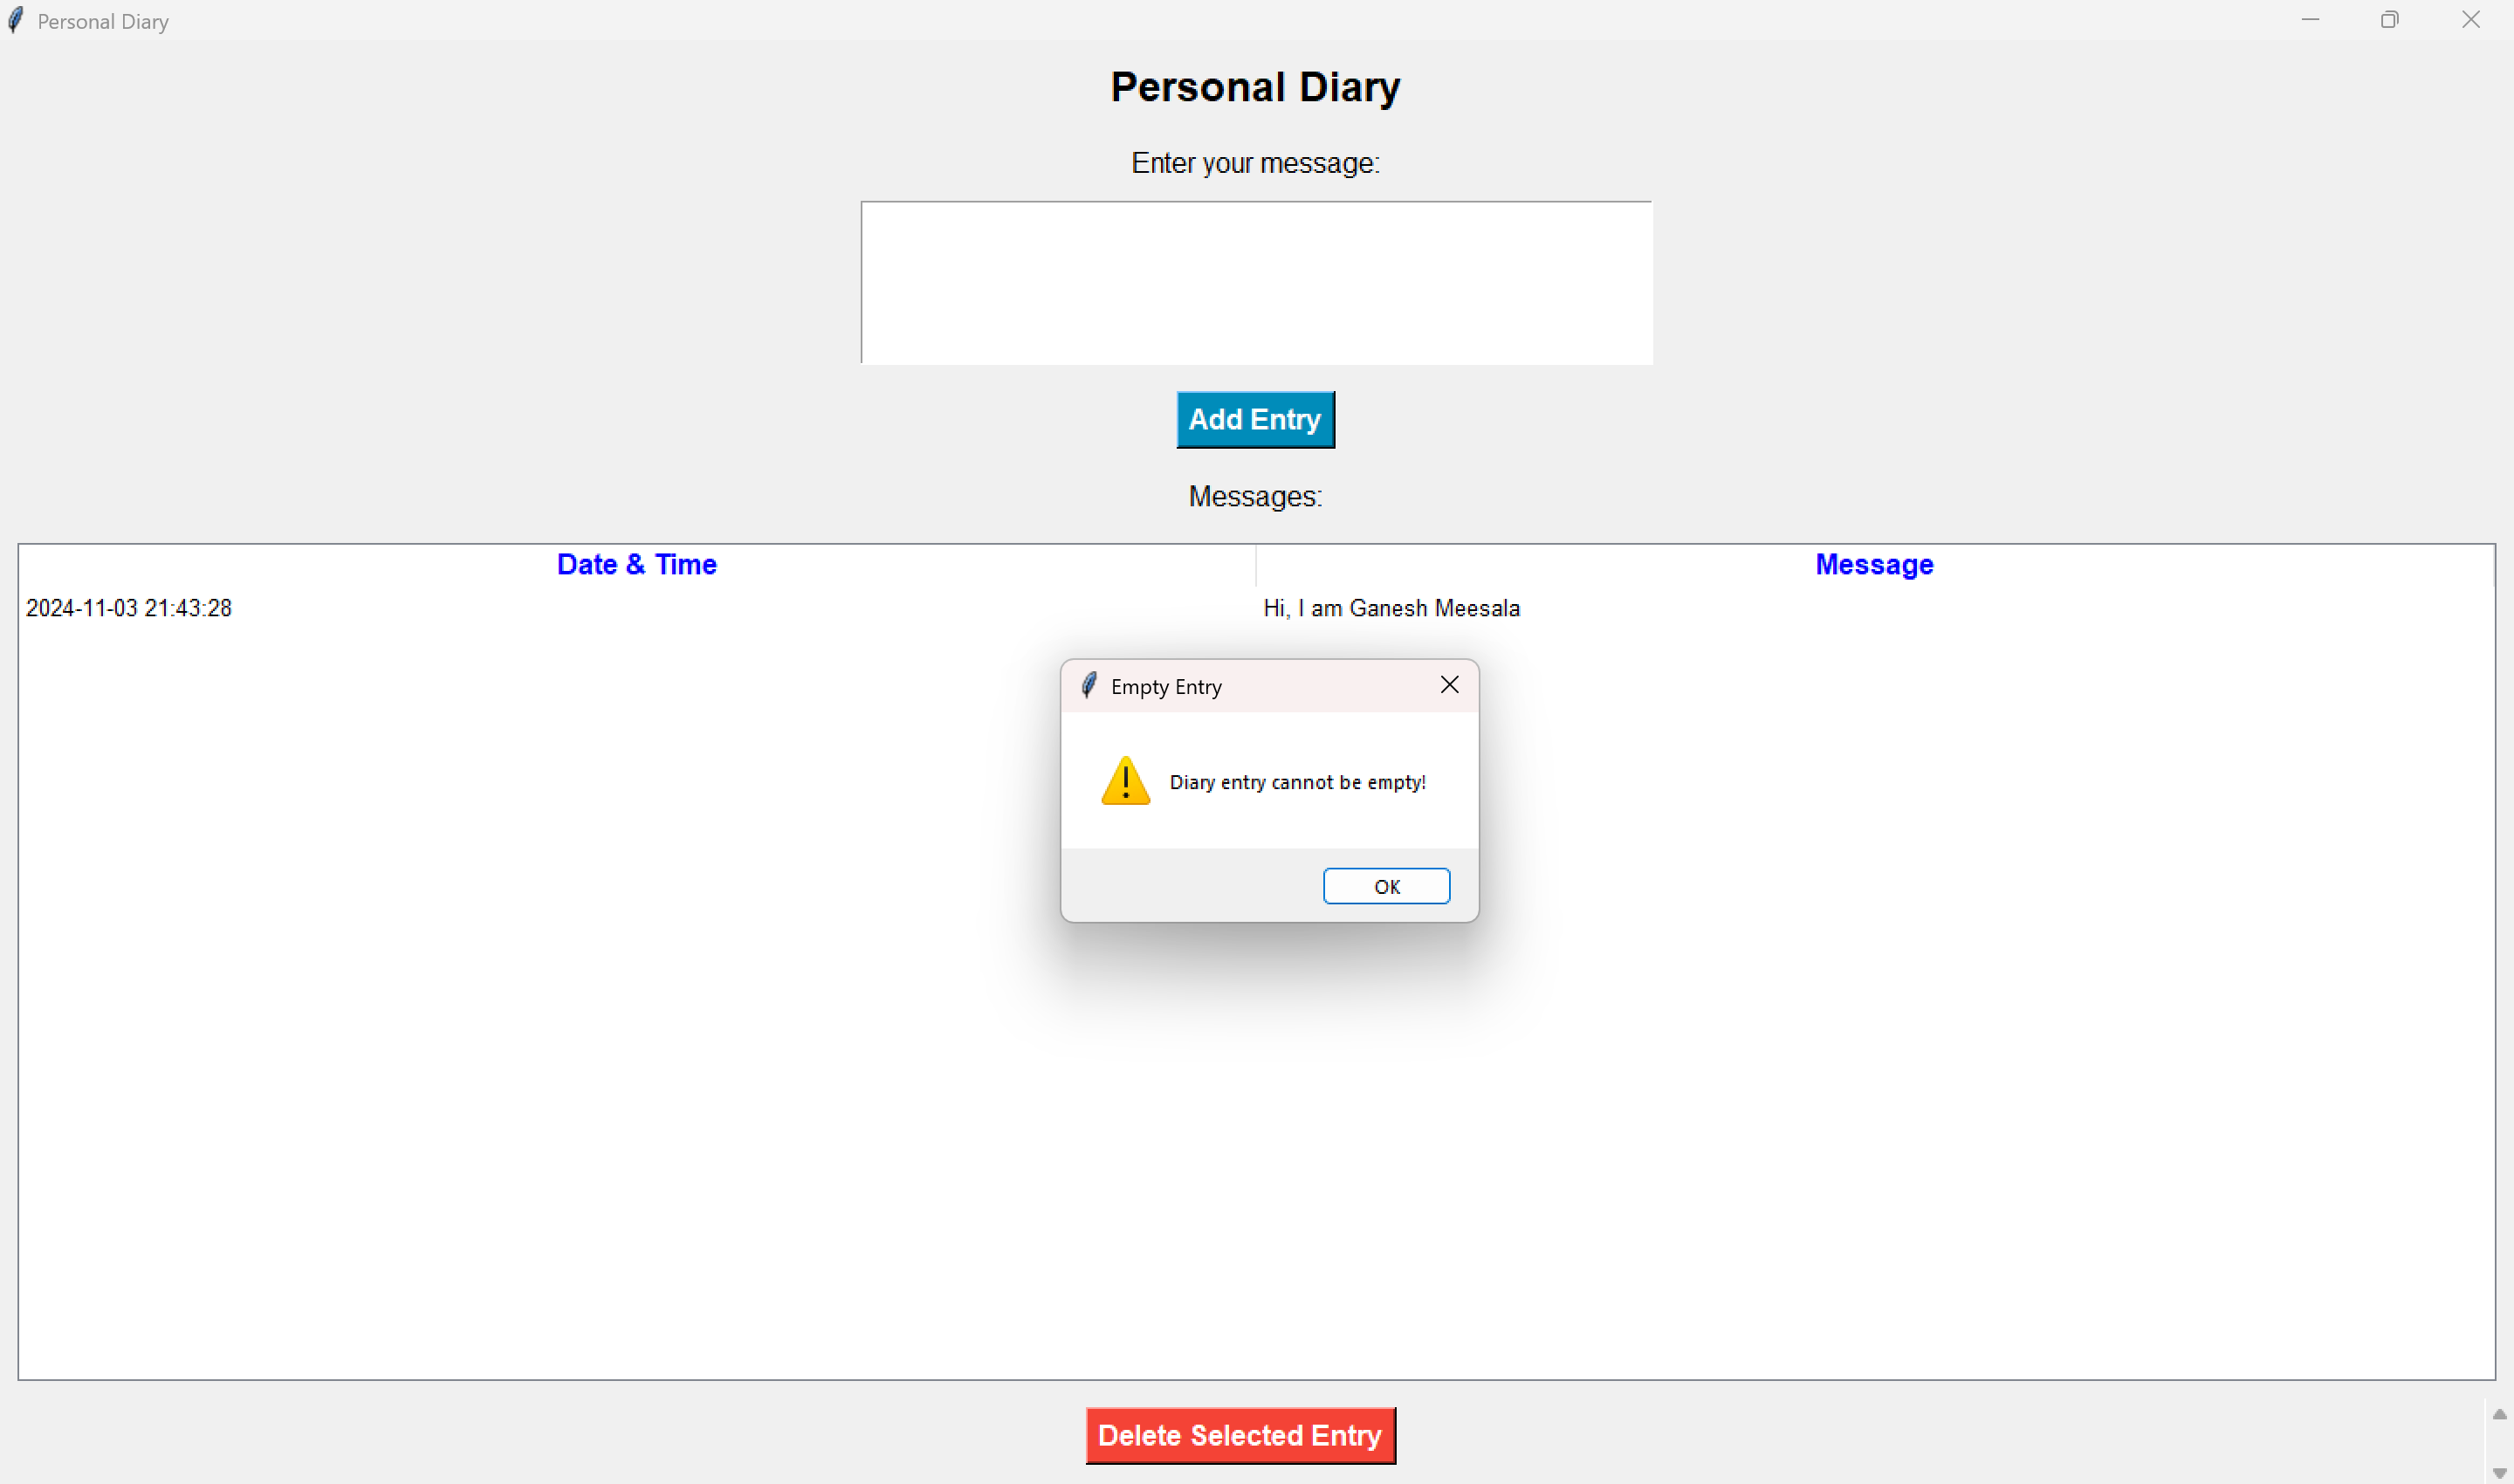 Personal Diary
Personal Diary
Enter your message:
Add Entry
Messages:
Date & Time Message
2024-11-03 21:43:28 Hi, I am Ganesh Meesala
Empty Entry
Diary entry cannot be empty!
OK
Delete Selected Entry